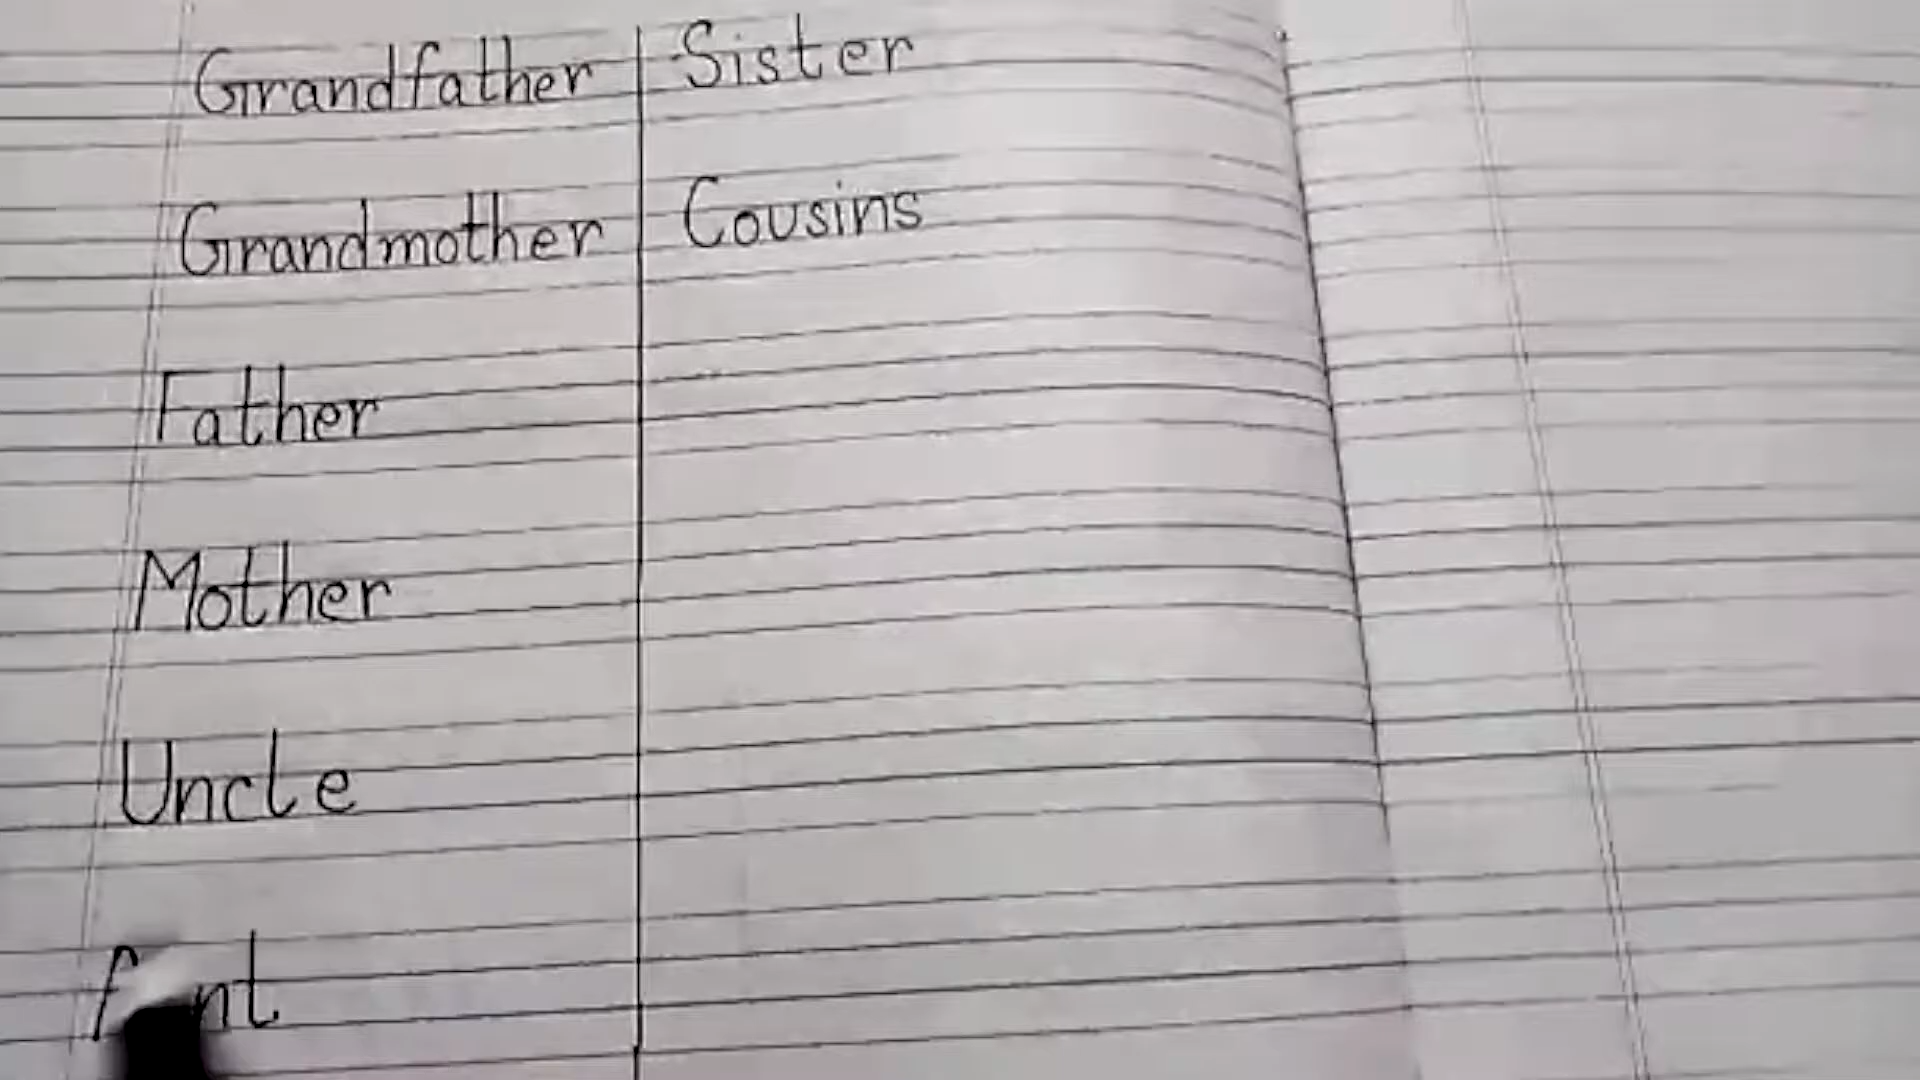 Grandfather
Grandmother
Father
Mother
Uncle
Sister
Cousins